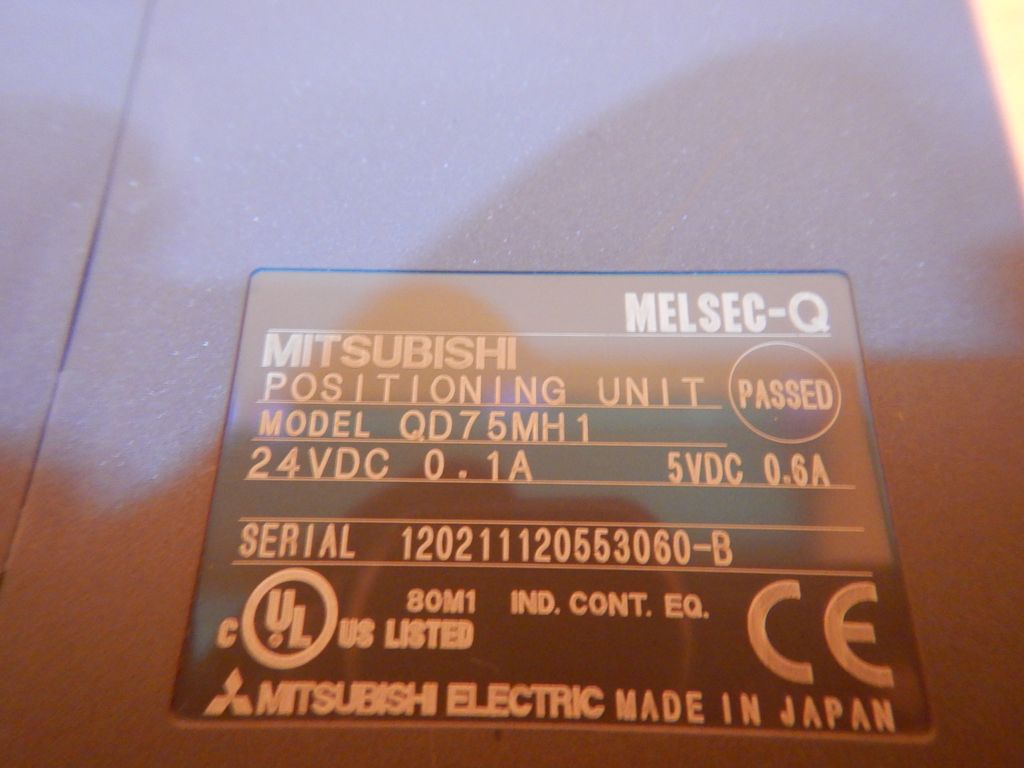 MELSEC-Q
MITSUBISHI
POSITIONING UNIT PASSED
MODEL QD75MH1
24VDC 0.1A 5VDC 0.6A
SERIAL 120211120553060-B
C UL US LISTED 80M1 IND. CONT. EQ. CE
MITSUBISHI ELECTRIC MADE IN JAPAN